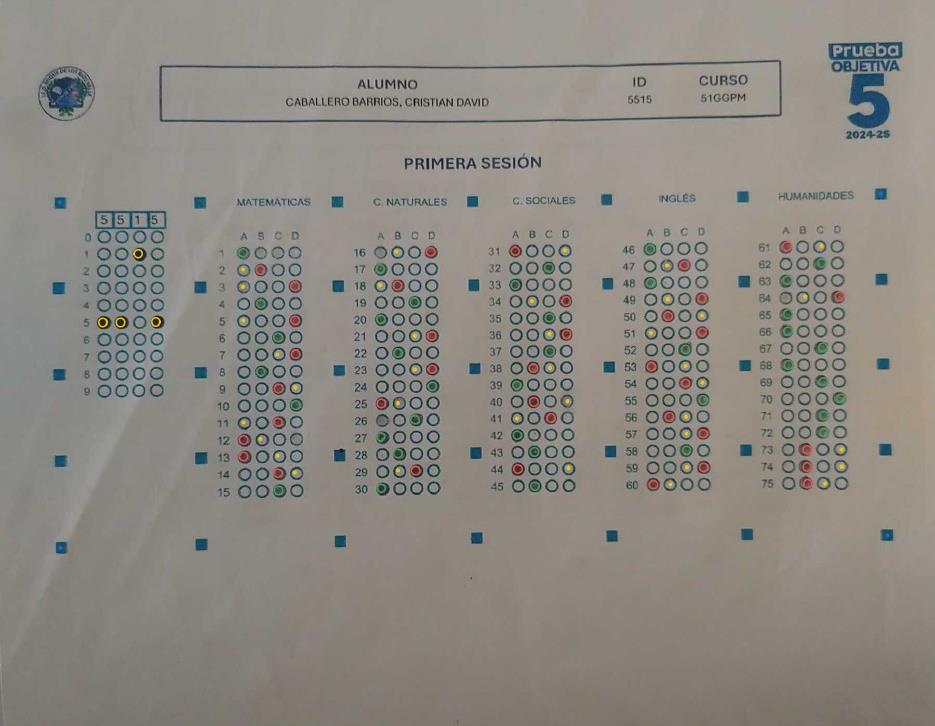 Prueba
OBJETIVA
5
2024-25
ALUMNO ID CURSO
CABALLERO BARRIOS, CRISTIAN DAVID 5515 51GGPM
PRIMERA SESIÓN
MATEMÁTICAS C. NATURALES C. SOCIALES INGLÉS HUMANIDADES
5 5 1 5
A B C D A B C D A B C D A B C D A B C D
0
1 1 16 31 46 61
2 2 17 32 47 62
3 3 18 33 48 63
4 4 19 34 49 64
5 5 20 35 50 65
6 6 21 36 51 66
7 7 22 37 52 67
8 8 23 38 53 68
9 9 24 39 54 69
10 25 40 55 70
11 26 41 56 71
12 27 42 57 72
13 28 43 58 73
14 29 44 59 74
15 30 45 60 75